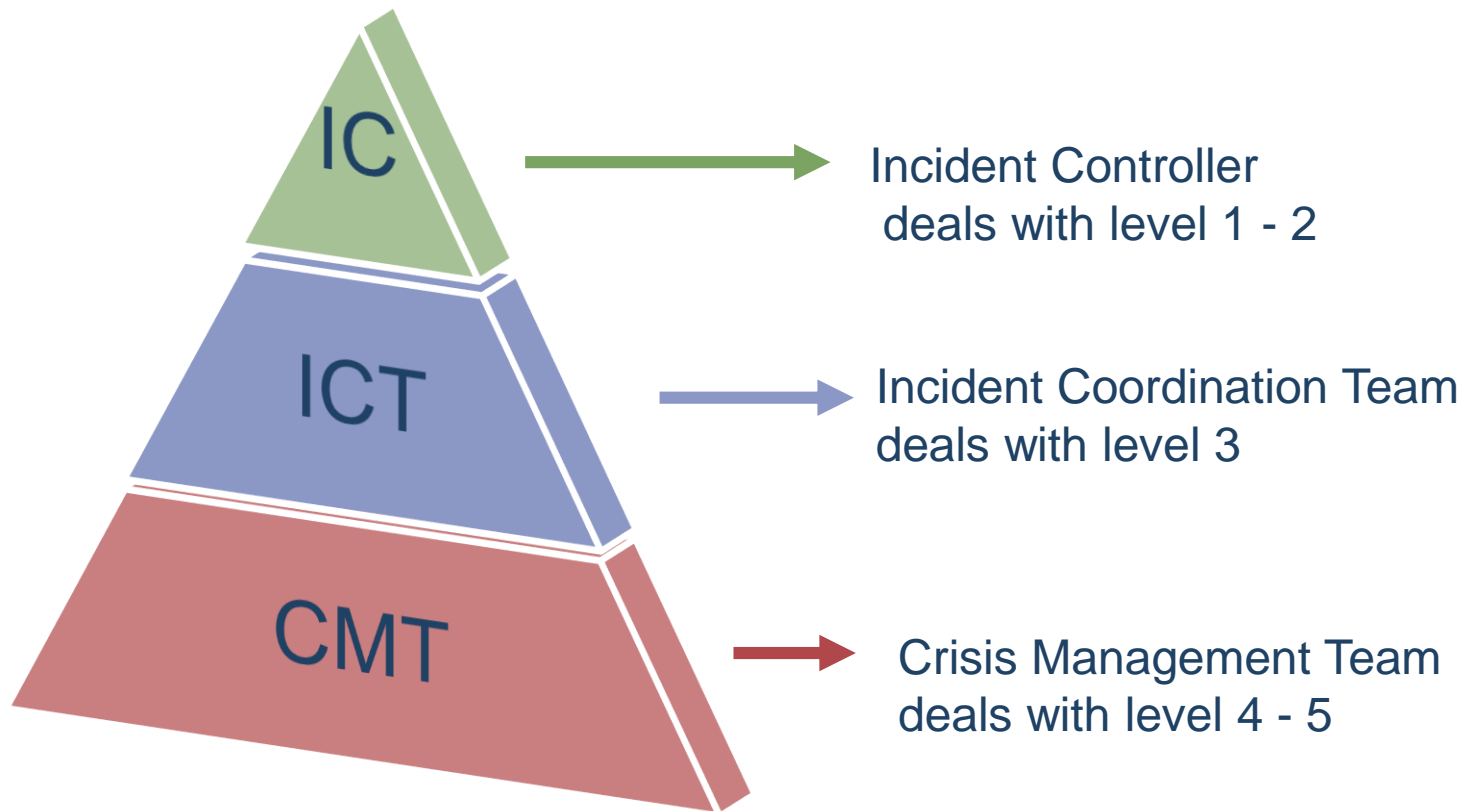 IC
Incident Controller
deals with level 1 - 2
ICT
Incident Coordination Team
deals with level 3
CMT
Crisis Management Team
deals with level 4 - 5